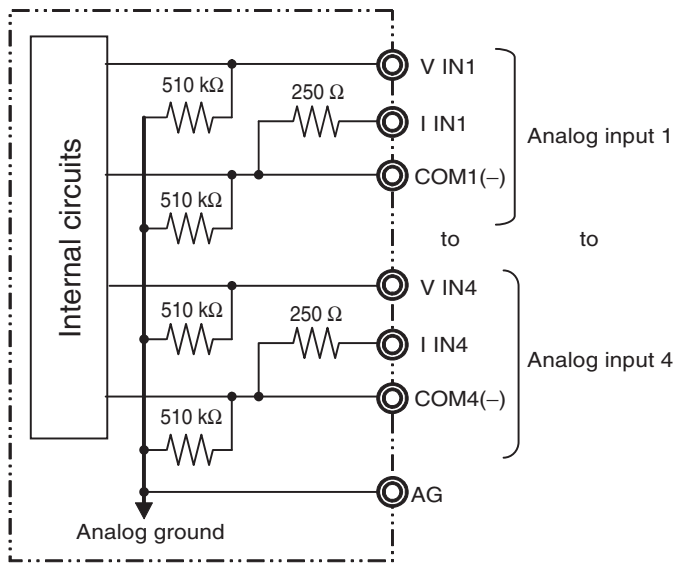 V IN1
510 kΩ
250 Ω
I IN1
Analog input 1
COM1(–)
510 kΩ
Internal circuits
to
to
V IN4
510 kΩ
250 Ω
I IN4
Analog input 4
COM4(–)
510 kΩ
AG
Analog ground